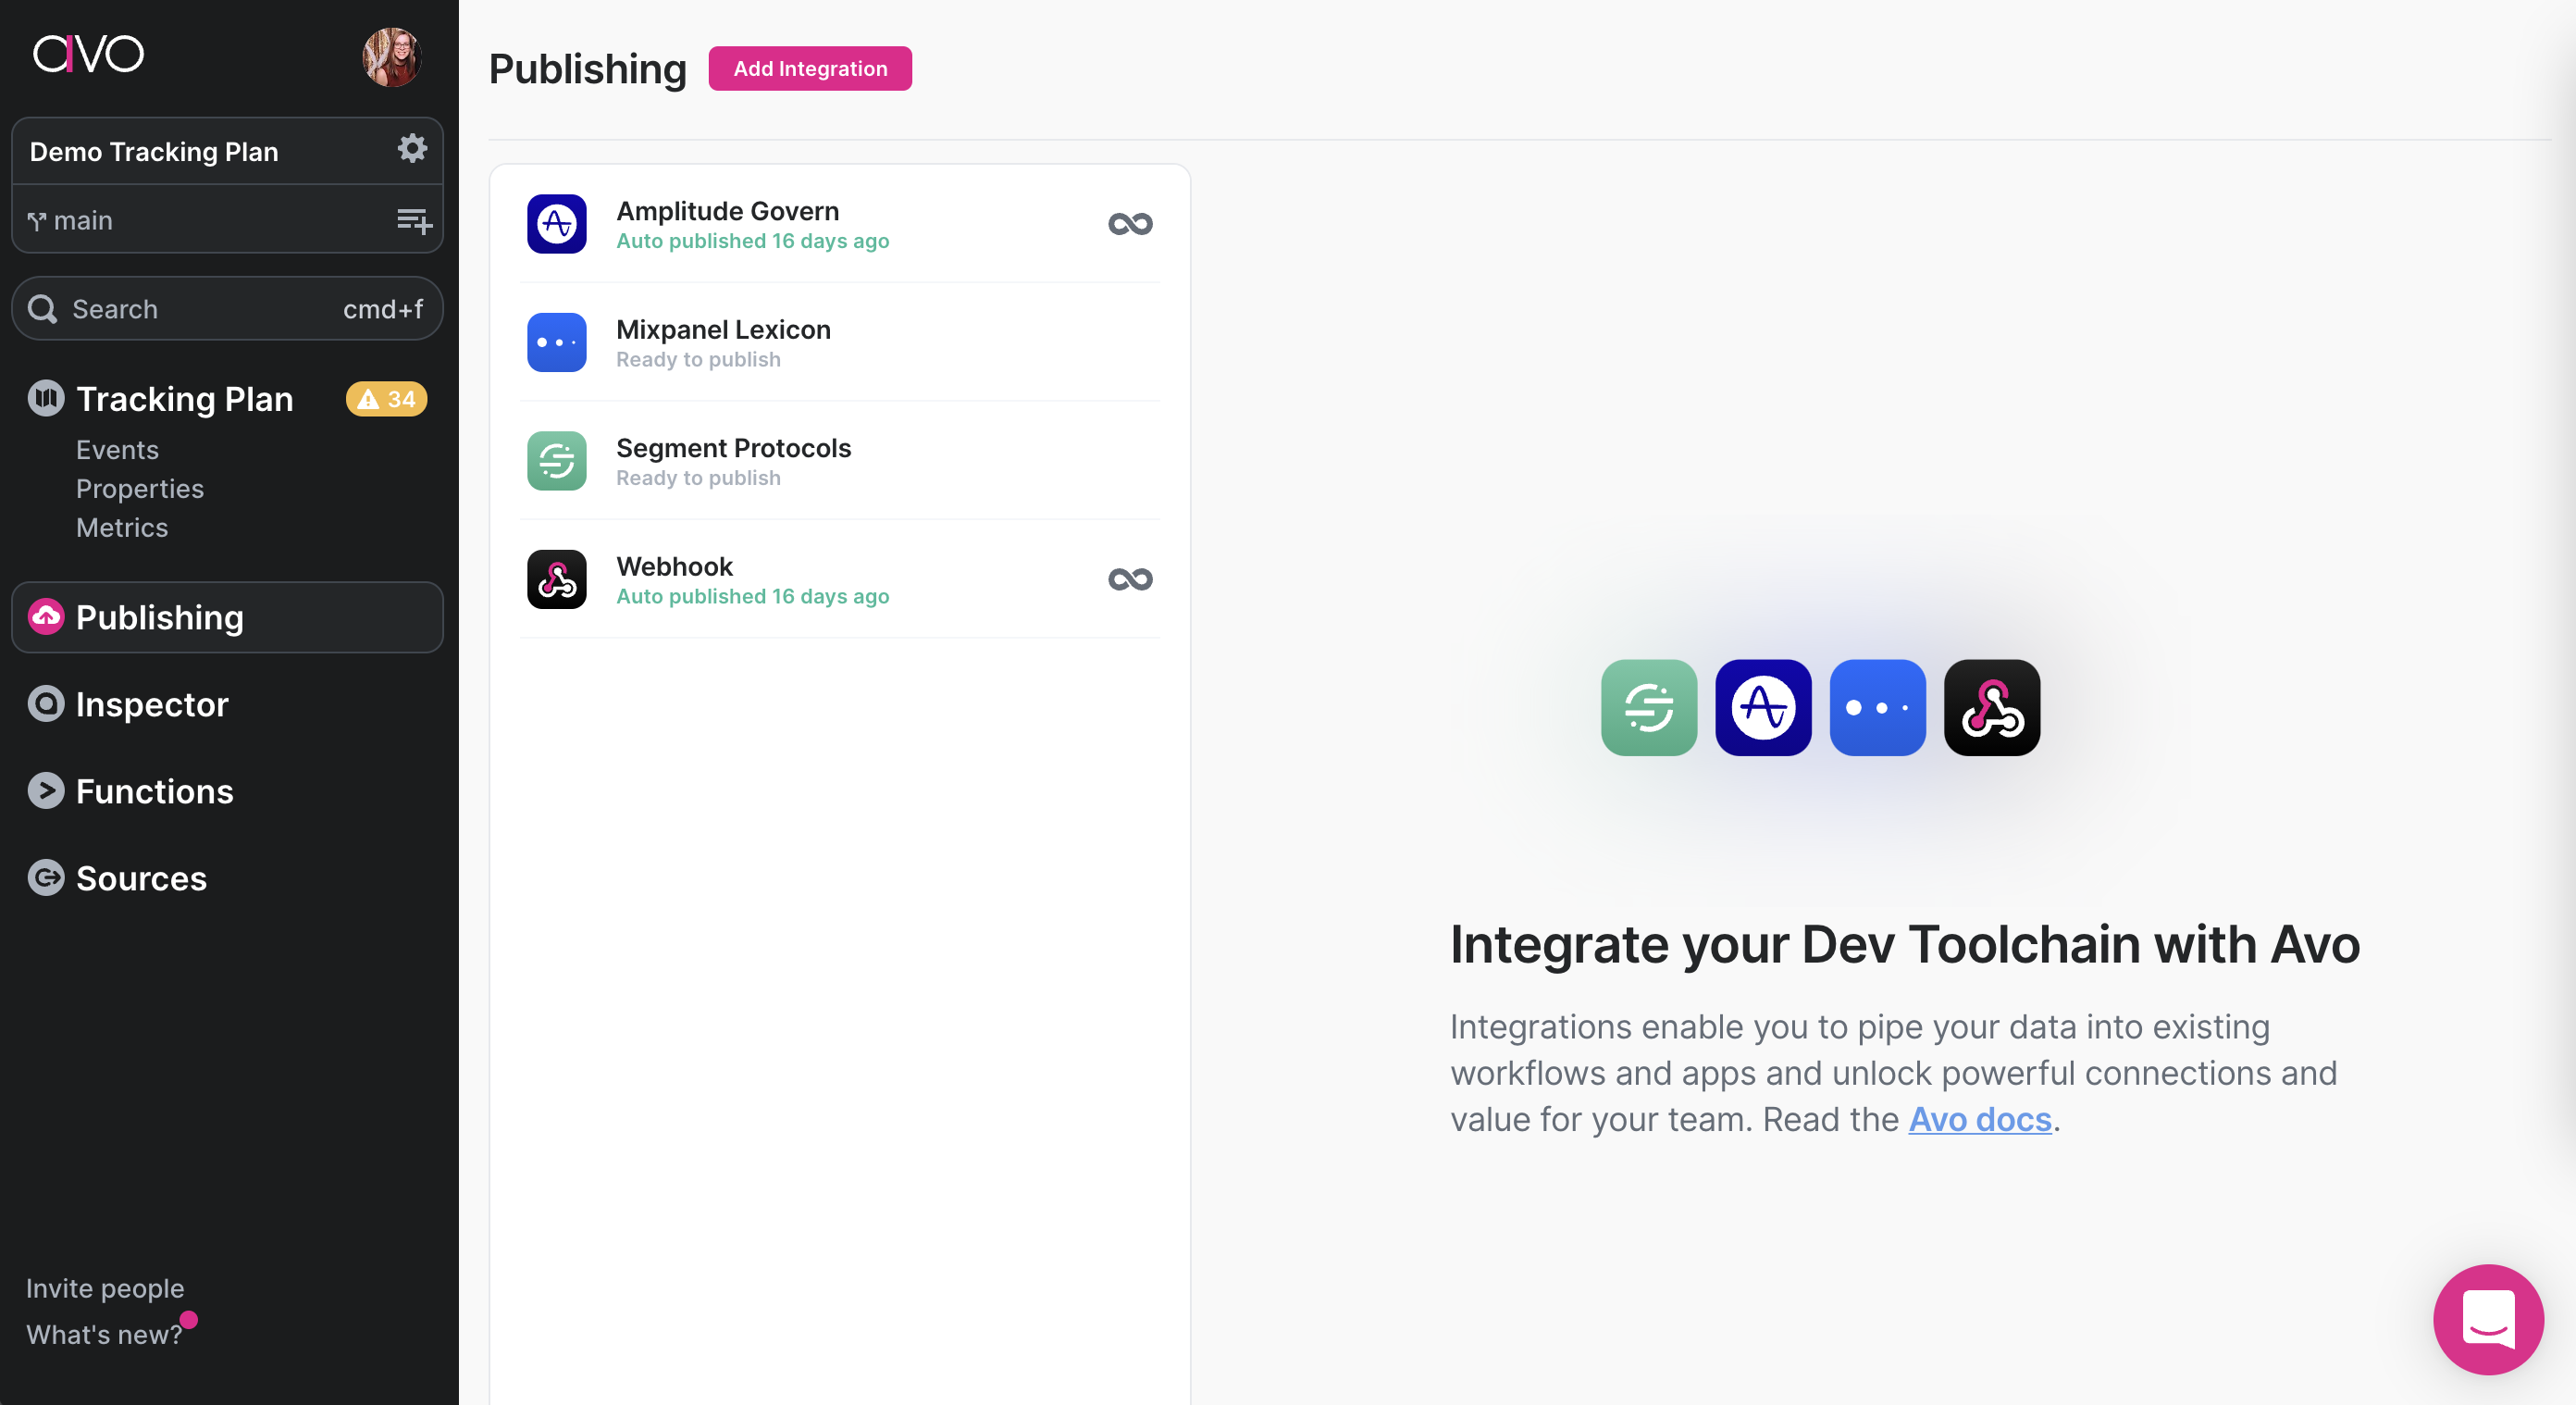 avo
Demo Tracking Plan
main
Search cmd+f
Tracking Plan 34
Events
Properties
Metrics
Publishing
Inspector
Functions
Sources
Invite people
What's new?
Publishing Add Integration
Amplitude Govern
Auto published 16 days ago
Mixpanel Lexicon
Ready to publish
Segment Protocols
Ready to publish
Webhook
Auto published 16 days ago
Integrate your Dev Toolchain with Avo
Integrations enable you to pipe your data into existing
workflows and apps and unlock powerful connections and
value for your team. Read the Avo docs.